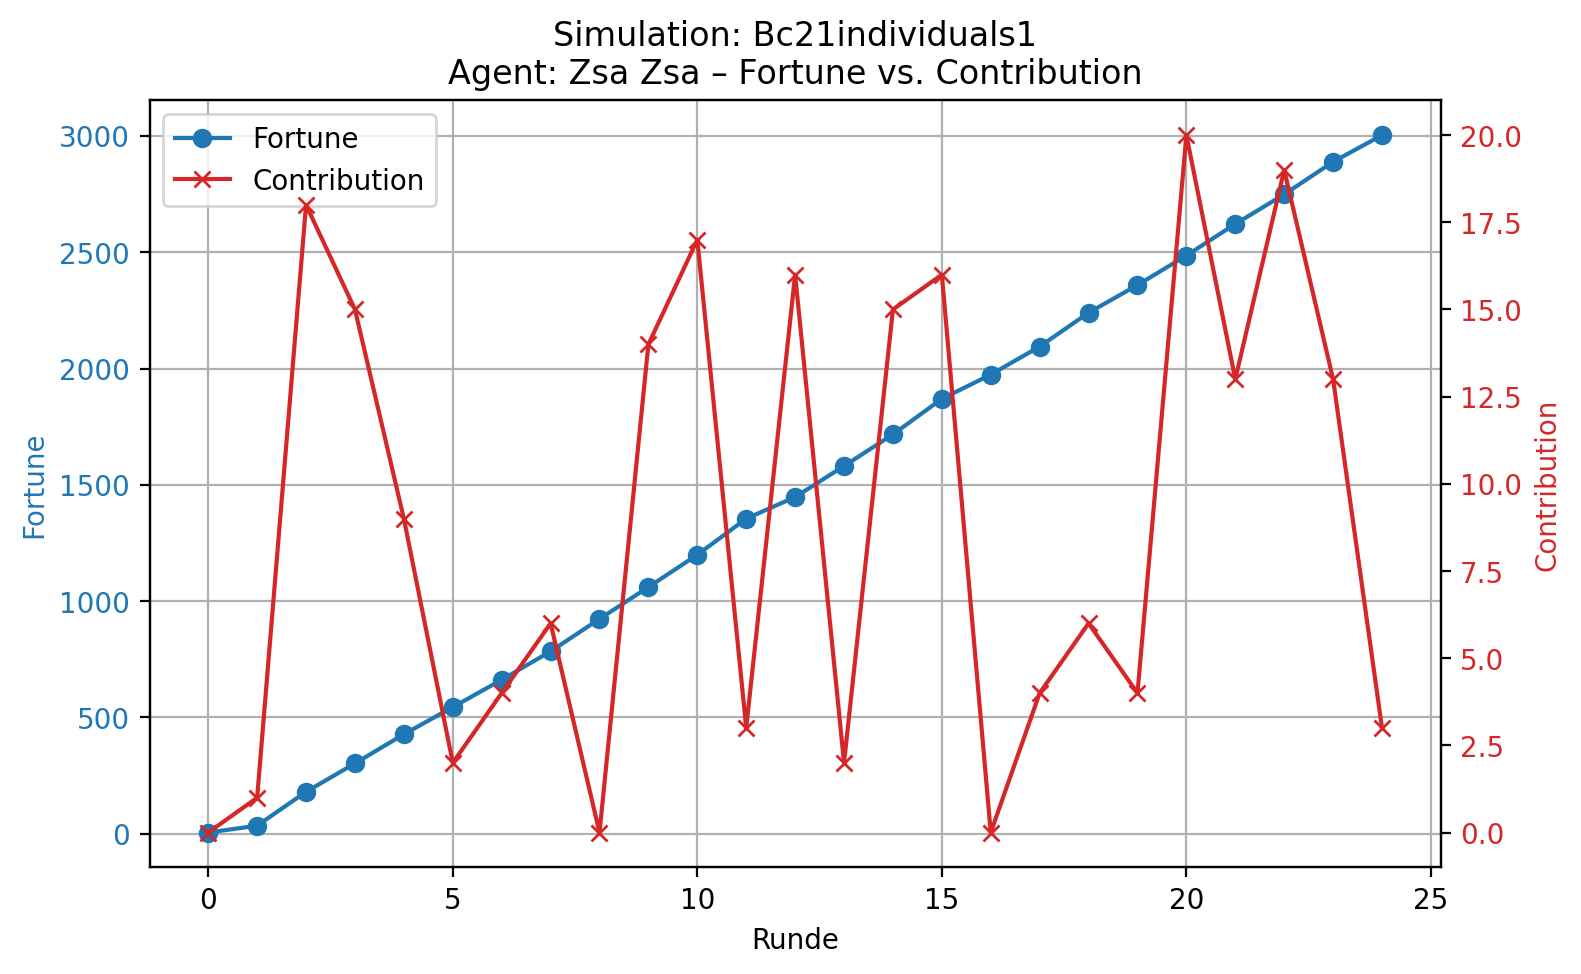 Simulation: Bc21individuals1
Agent: Zsa Zsa – Fortune vs. Contribution
Fortune
Contribution
3000
2500
2000
1500
1000
500
0
Fortune
20.0
17.5
15.0
12.5
10.0
7.5
5.0
2.5
0.0
Contribution
0 5 10 15 20 25
Runde